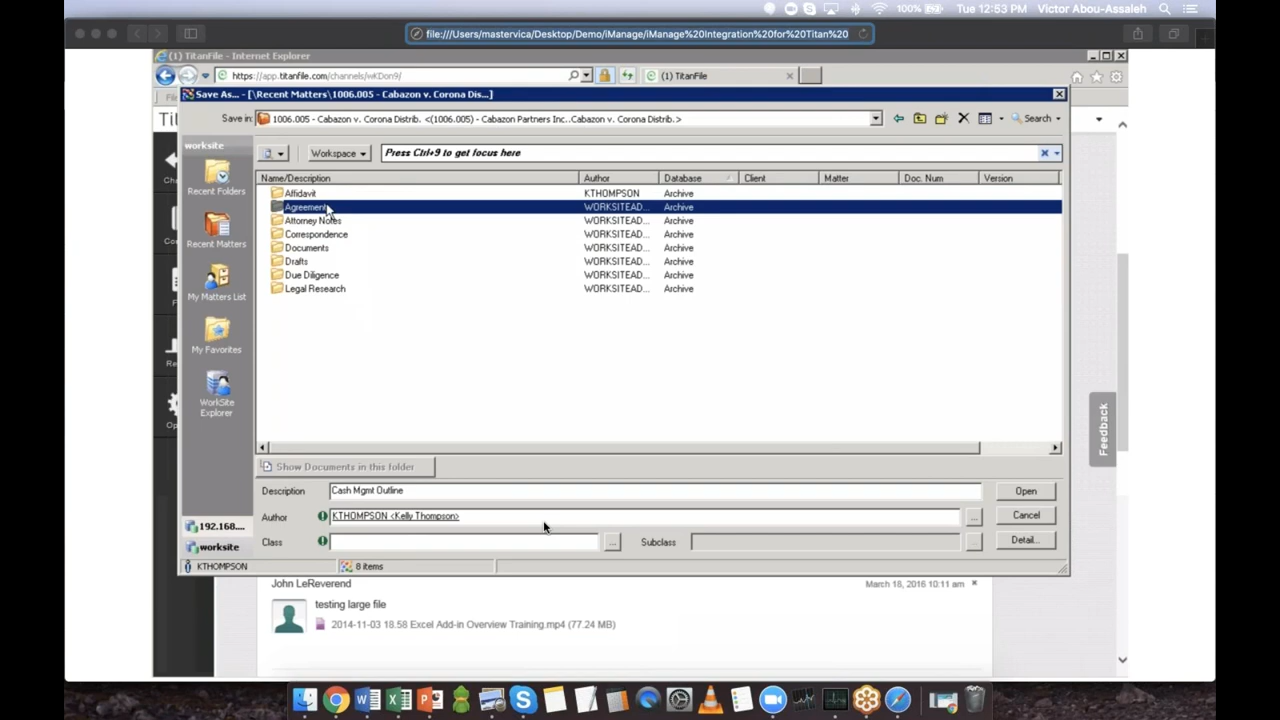 100%
Tue 12:53 PM
Victor Abou-Assaleh
file:///Users/mastervica/Desktop/Demo/iManage/iManage%20Integration%20for%20Titan%20
(1) TitanFile - Internet Explorer
https://app.titanfile.com/channels/wKDon9/
(1) TitanFile
Save As... - [\Recent Matters\1006.005 - Cabazon v. Corona Dis...]
Save in:
1006.005 - Cabazon v. Corona Distrib. <(1006.005) - Cabazon Partners Inc..Cabazon v. Corona Distrib.>
Search
worksite
Workspace
Press Ctrl+9 to get focus here
Name/Description Author Database Client Matter Doc. Num Version
Affidavit KTHOMPSON Archive
Agreement WORKSITEAD... Archive
Attorney Notes WORKSITEAD... Archive
Correspondence WORKSITEAD... Archive
Documents WORKSITEAD... Archive
Drafts WORKSITEAD... Archive
Due Diligence WORKSITEAD... Archive
Legal Research WORKSITEAD... Archive
Recent Folders
Recent Matters
My Matters List
My Favorites
WorkSite
Explorer
192.168....
worksite
Show Documents in this folder
Description Cash Mgmt Outline Open
Author KTHOMPSON <Kelly Thompson> ... Cancel
Class ... Subclass ... Detail...
KTHOMPSON 8 items
Feedback
John LeReverend March 18, 2016 10:11 am
testing large file
2014-11-03 18.58 Excel Add-in Overview Training.mp4 (77.24 MB)